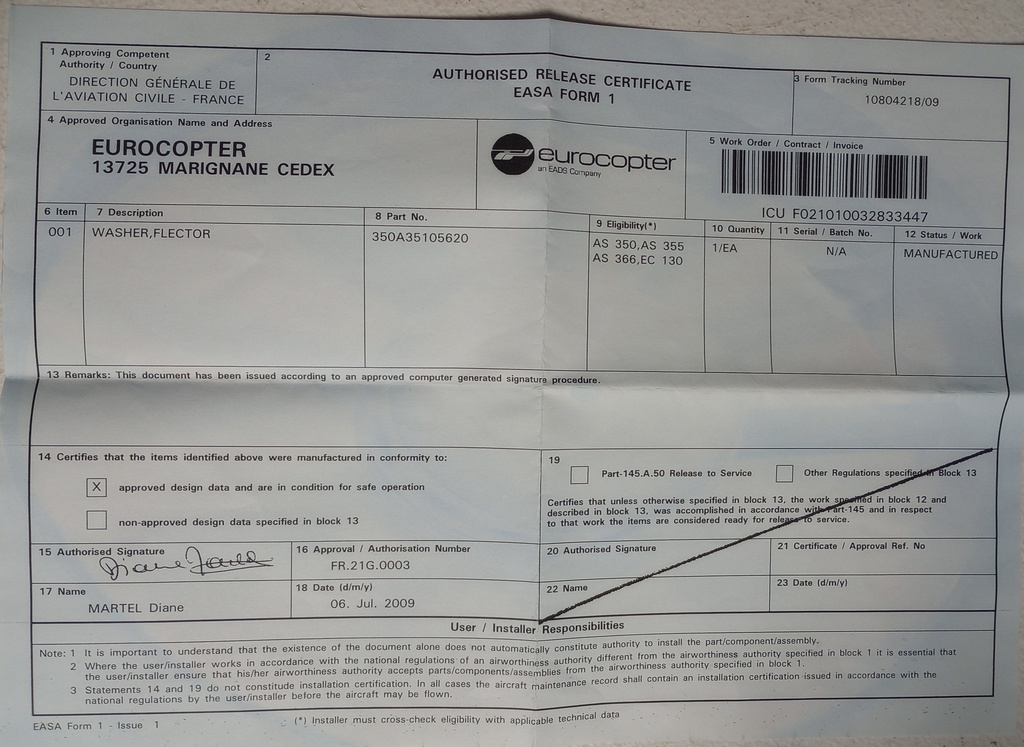 1 Approving Competent
Authority / Country
DIRECTION GÉNÉRALE DE
L'AVIATION CIVILE - FRANCE
2
AUTHORISED RELEASE CERTIFICATE
EASA FORM 1
3 Form Tracking Number
10804218/09
4 Approved Organisation Name and Address
EUROCOPTER
13725 MARIGNANE CEDEX
eurocopter
an EADS Company
5 Work Order / Contract / Invoice
ICU F021010032833447
6 Item
7 Description
8 Part No.
9 Eligibility(*)
10 Quantity
11 Serial / Batch No.
12 Status / Work
001
WASHER,FLECTOR
350A35105620
AS 350,AS 355
AS 366,EC 130
1/EA
N/A
MANUFACTURED
13 Remarks: This document has been issued according to an approved computer generated signature procedure.
14 Certifies that the items identified above were manufactured in conformity to:
X approved design data and are in condition for safe operation
non-approved design data specified in block 13
19
Part-145.A.50 Release to Service
Other Regulations specified in Block 13
Certifies that unless otherwise specified in block 13, the work specified in block 12 and
described in block 13, was accomplished in accordance with Part-145 and in respect
to that work the items are considered ready for release to service.
15 Authorised Signature
16 Approval / Authorisation Number
FR.21G.0003
20 Authorised Signature
21 Certificate / Approval Ref. No
17 Name
MARTEL Diane
18 Date (d/m/y)
06. Jul. 2009
22 Name
23 Date (d/m/y)
User / Installer Responsibilities
Note: 1 It is important to understand that the existence of the document alone does not automatically constitute authority to install the part/component/assembly.
2 Where the user/installer works in accordance with the national regulations of an airworthiness authority different from the airworthiness authority specified in block 1 it is essential that
the user/installer ensure that his/her airworthiness authority accepts parts/components/assemblies from the airworthiness authority specified in block 1.
3 Statements 14 and 19 do not constitute installation certification. In all cases the aircraft maintenance record shall contain an installation certification issued in accordance with the
national regulations by the user/installer before the aircraft may be flown.
EASA Form 1 - Issue 1
(*) Installer must cross-check eligibility with applicable technical data